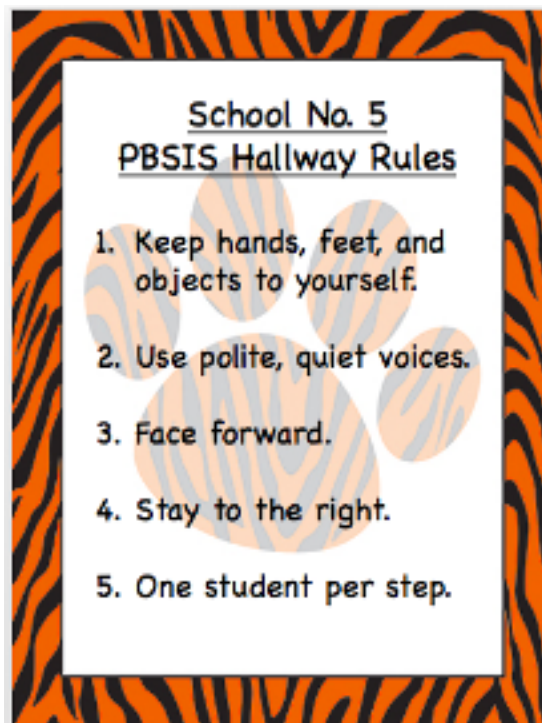 School No. 5
PBSIS Hallway Rules
1. Keep hands, feet, and
objects to yourself.
2. Use polite, quiet voices.
3. Face forward.
4. Stay to the right.
5. One student per step.